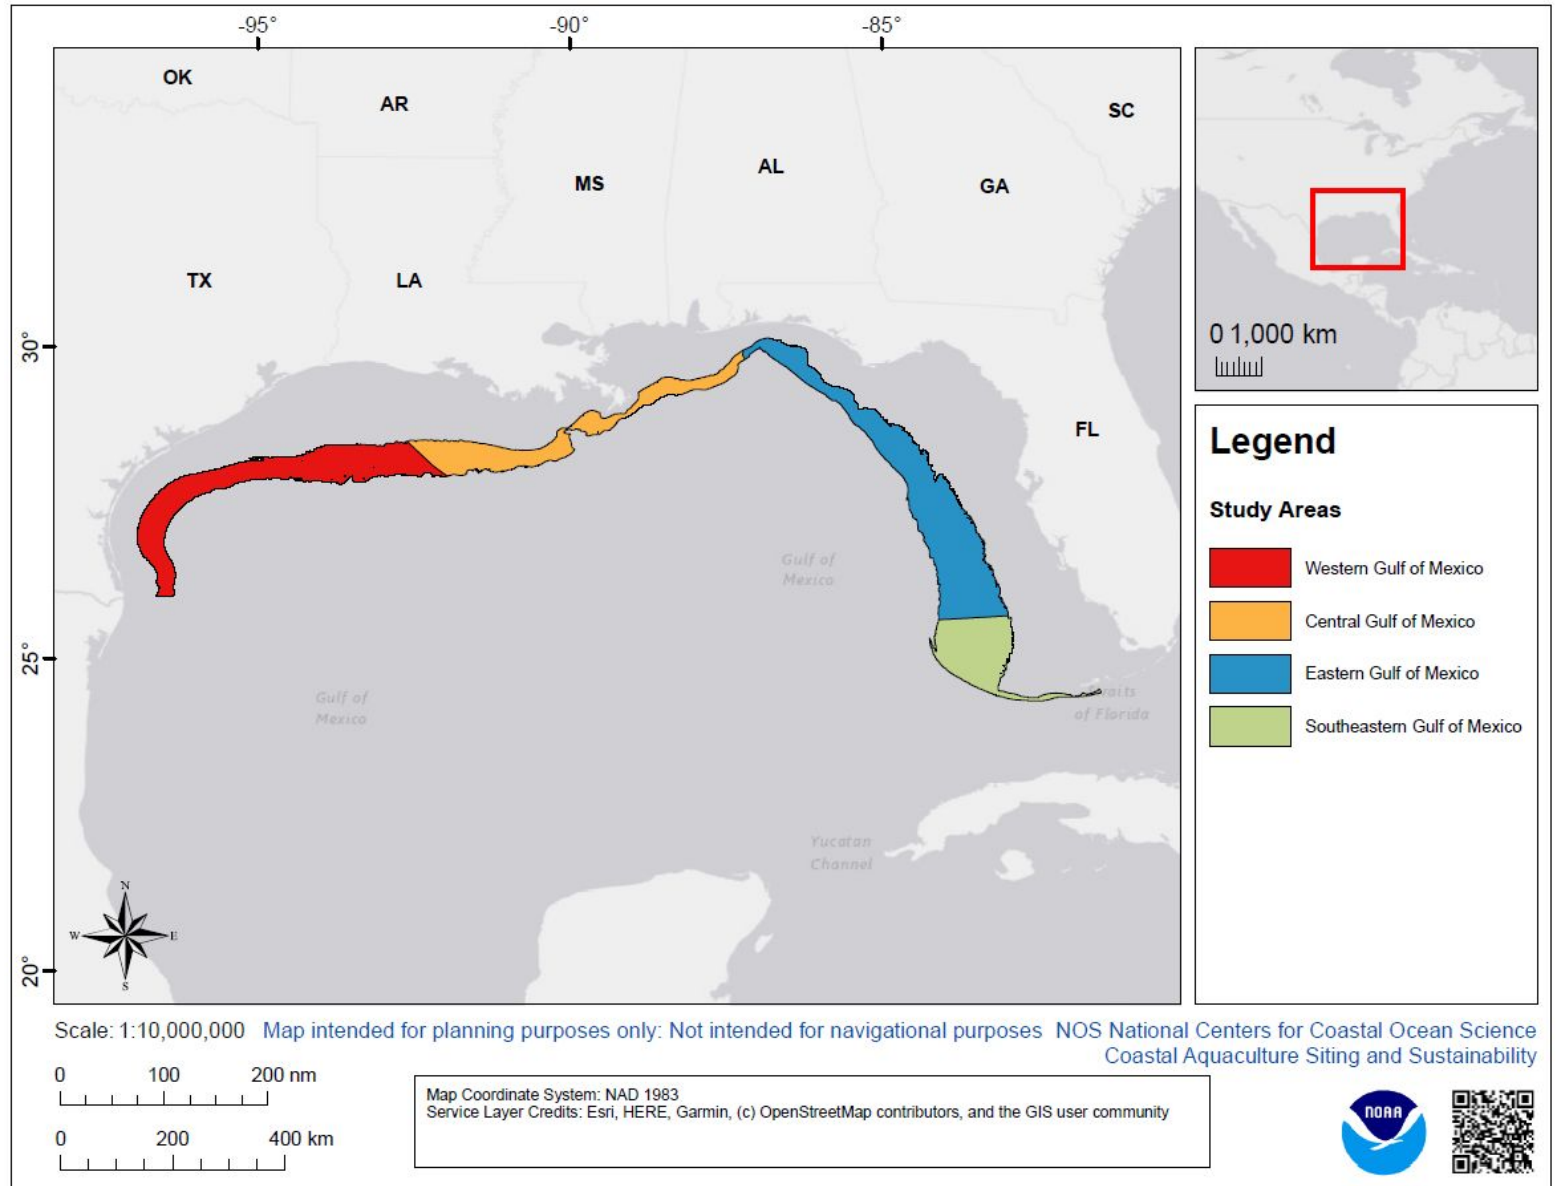 -95°
-90°
-85°
OK
AR
SC
MS
AL
GA
TX
LA
30°
FL
Gulf of
Mexico
25°
Gulf of
Mexico
of Florida
Yucatan
Channel
N
W
E
S
20°
0 1,000 km
Legend
Study Areas
Western Gulf of Mexico
Central Gulf of Mexico
Eastern Gulf of Mexico
Southeastern Gulf of Mexico
Scale: 1:10,000,000 Map intended for planning purposes only: Not intended for navigational purposes NOS National Centers for Coastal Ocean Science
Coastal Aquaculture Siting and Sustainability
0 100 200 nm
0 200 400 km
Map Coordinate System: NAD 1983
Service Layer Credits: Esri, HERE, Garmin, (c) OpenStreetMap contributors, and the GIS user community
NOAA